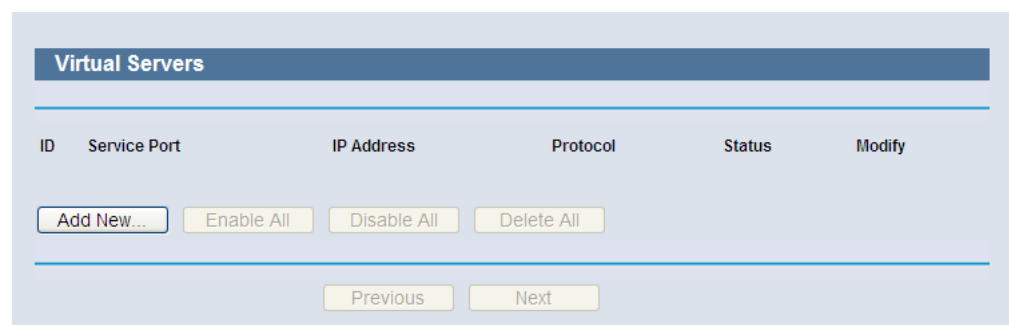 Virtual Servers
ID Service Port IP Address Protocol Status Modify
Add New... Enable All Disable All Delete All
Previous Next